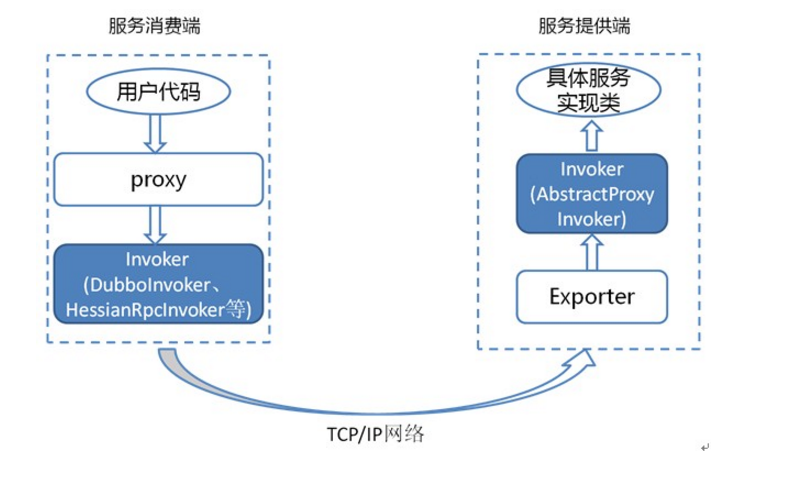 服务消费端
用户代码
proxy
Invoker
(DubboInvoker、
HessianRpcInvoker等)
服务提供端
具体服务
实现类
Invoker
(AbstractProxy
Invoker)
Exporter
TCP/IP网络